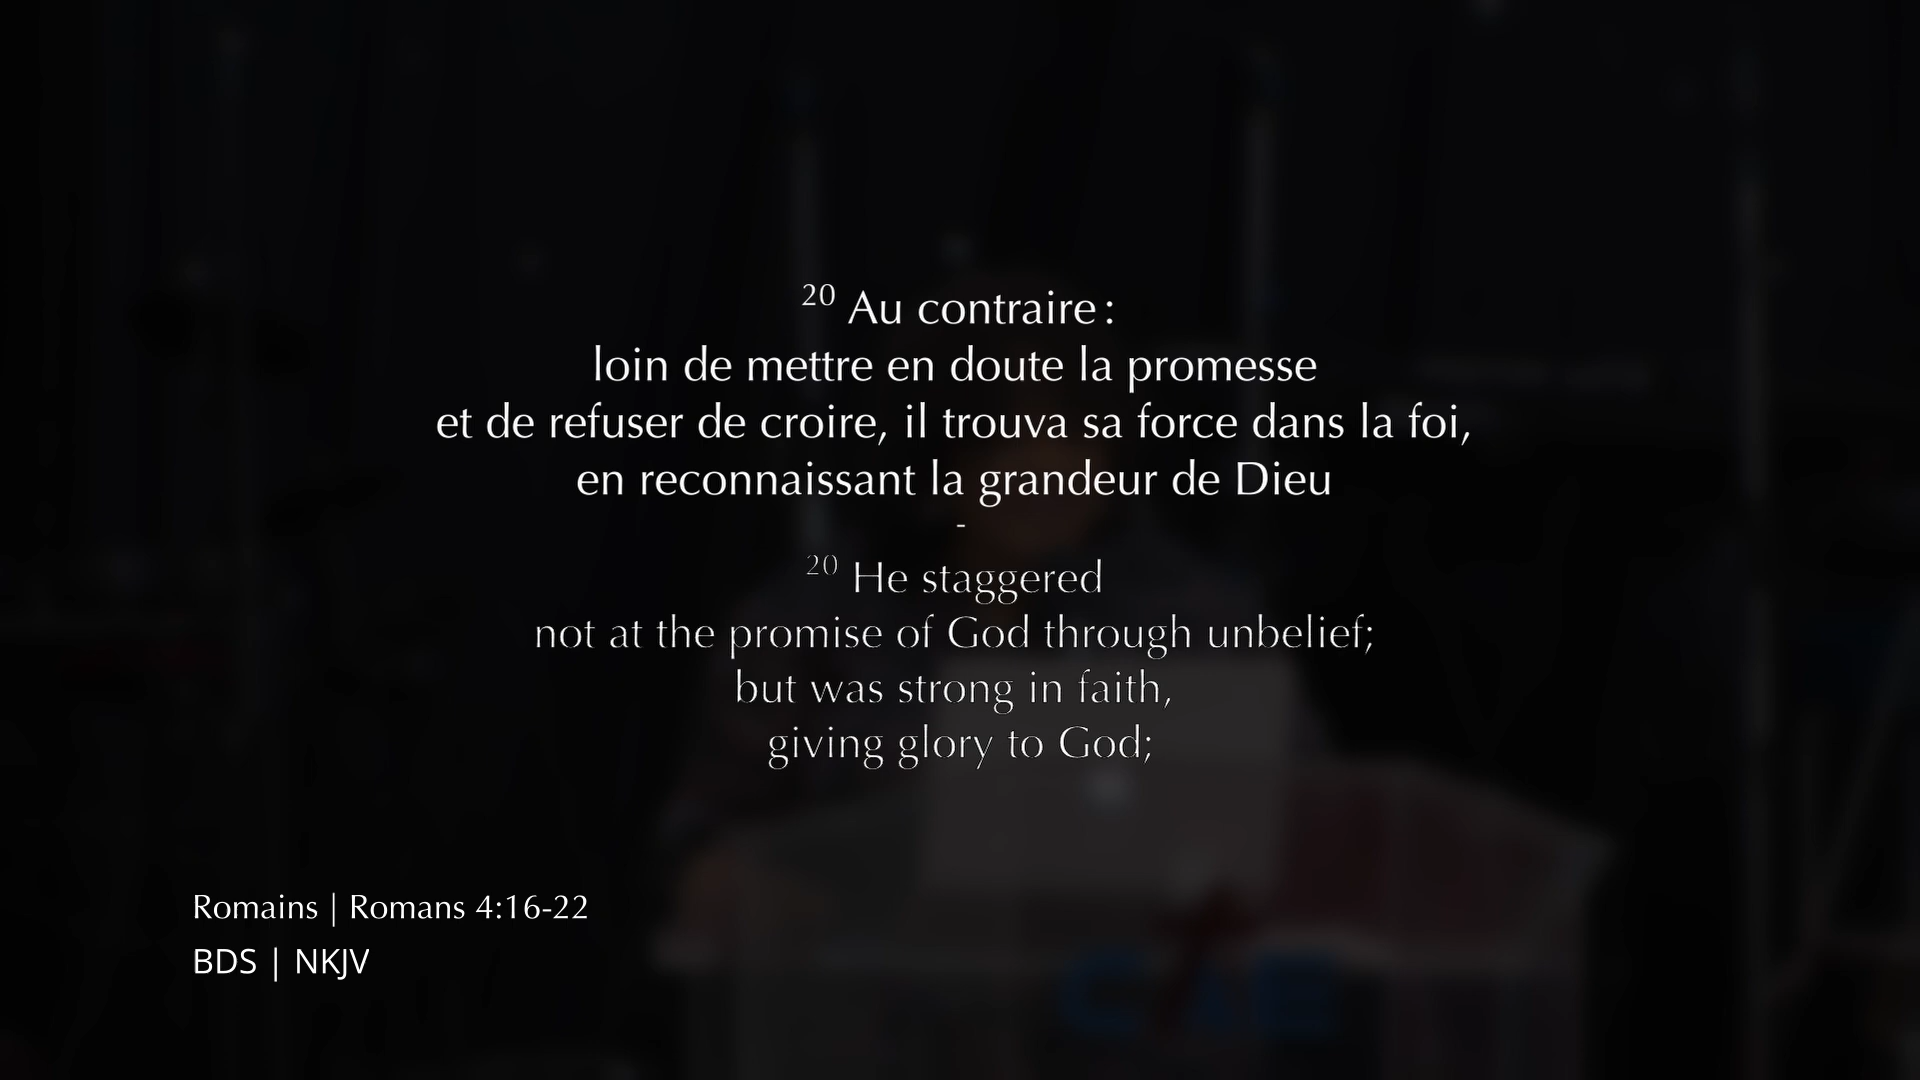 20 Au contraire :
loin de mettre en doute la promesse
et de refuser de croire, il trouva sa force dans la foi,
en reconnaissant la grandeur de Dieu
-
20 He staggered
not at the promise of God through unbelief;
but was strong in faith,
giving glory to God;
Romains | Romans 4:16-22
BDS | NKJV